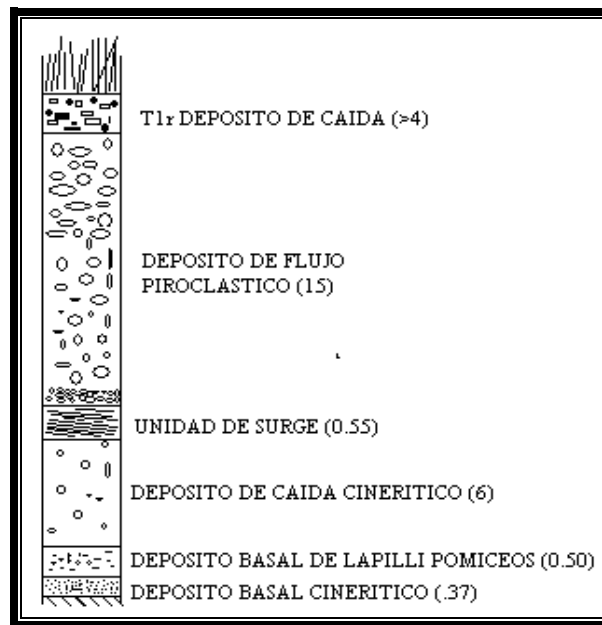 T1r DEPOSITO DE CAIDA (>4)
DEPOSITO DE FLUJO
PIROCLASTICO (15)
UNIDAD DE SURGE (0.55)
DEPOSITO DE CAIDA CINERITICO (6)
DEPOSITO BASAL DE LAPILLI POMICEOS (0.50)
DEPOSITO BASAL CINERITICO (.37)